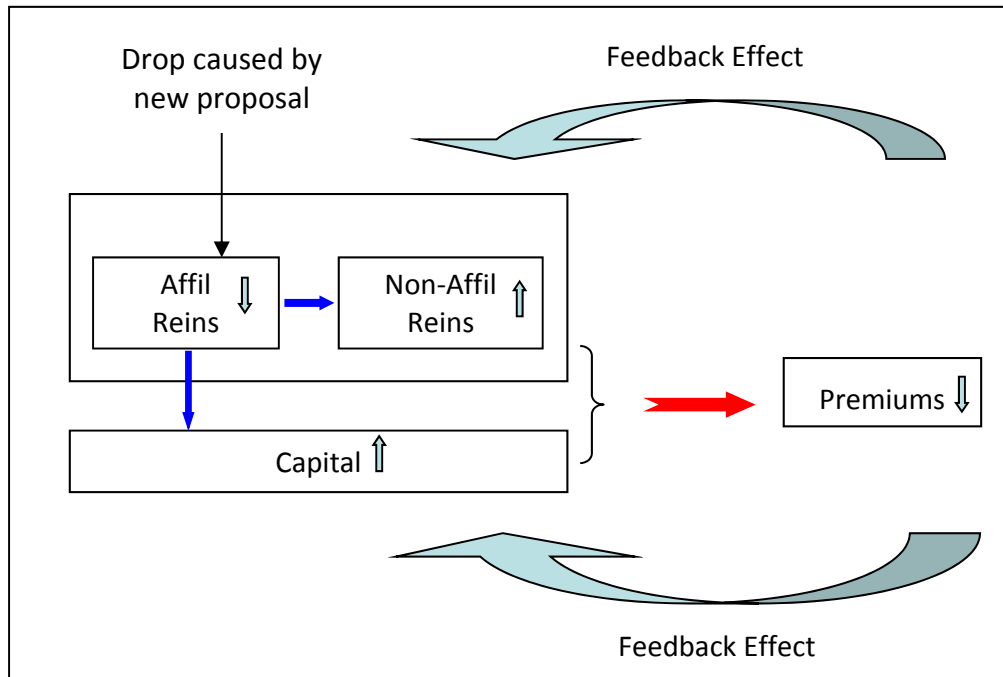 Drop caused by
new proposal
Feedback Effect
Affil
Reins
Non-Affil
Reins
Premiums
Capital
Feedback Effect